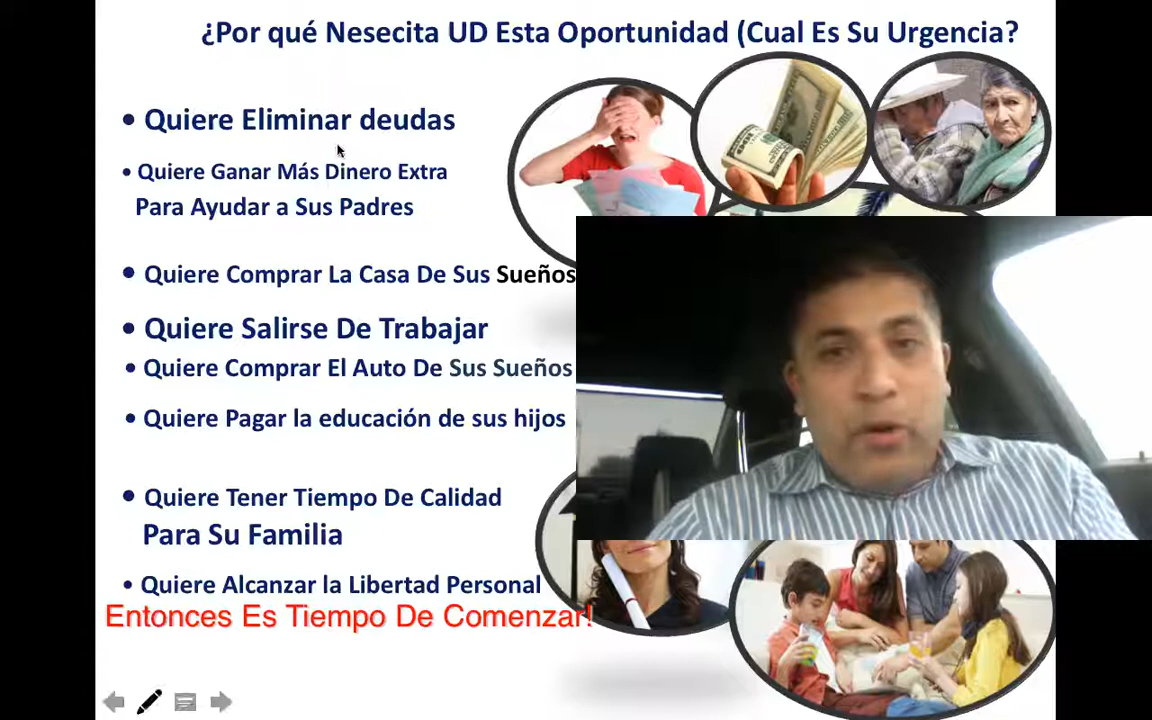 ¿Por qué Nesecita UD Esta Oportunidad (Cual Es Su Urgencia?
• Quiere Eliminar deudas
• Quiere Ganar Más Dinero Extra
Para Ayudar a Sus Padres
• Quiere Comprar La Casa De Sus Sueños
• Quiere Salirse De Trabajar
• Quiere Comprar El Auto De Sus Sueños
• Quiere Pagar la educación de sus hijos
• Quiere Tener Tiempo De Calidad
Para Su Familia
• Quiere Alcanzar la Libertad Personal
Entonces Es Tiempo De Comenzar!